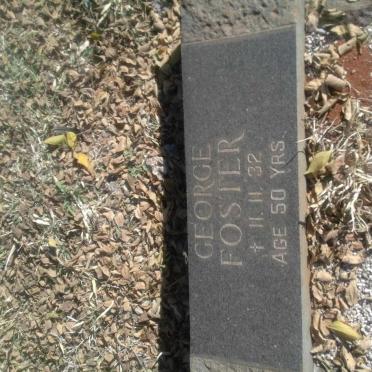 GEORGE
FOSTER
✝ 11. 11. 32
AGE 50 YRS.